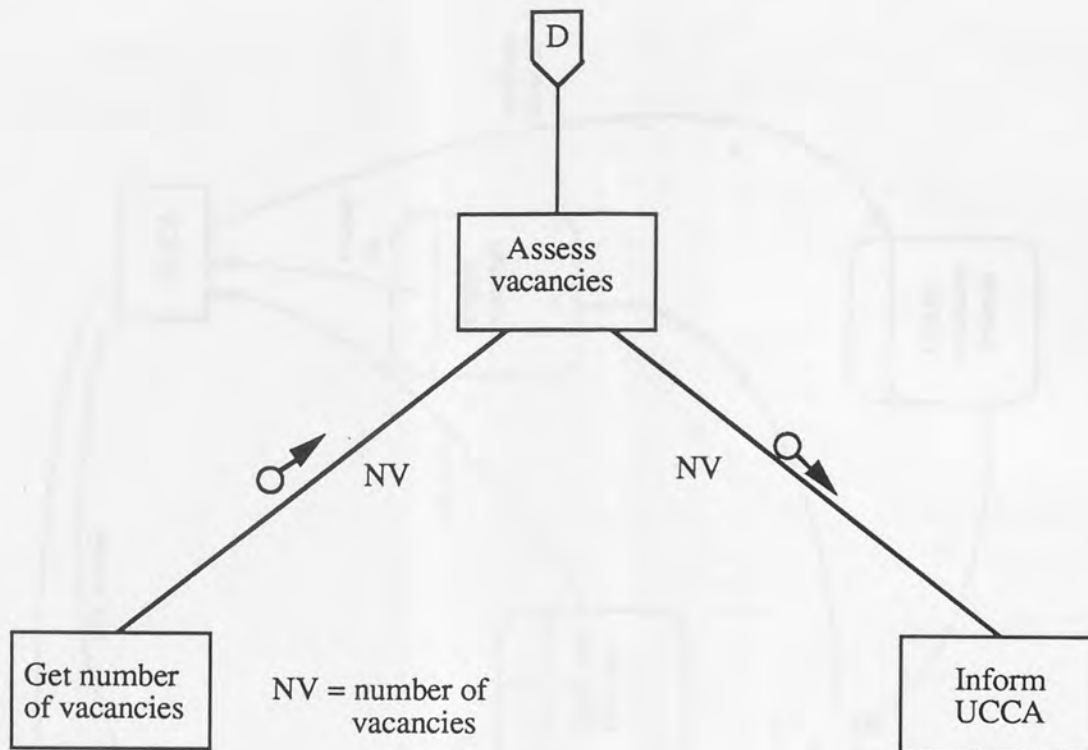 D
Assess
vacancies
NV
NV
Get number
of vacancies
NV = number of
vacancies
Inform
UCCA